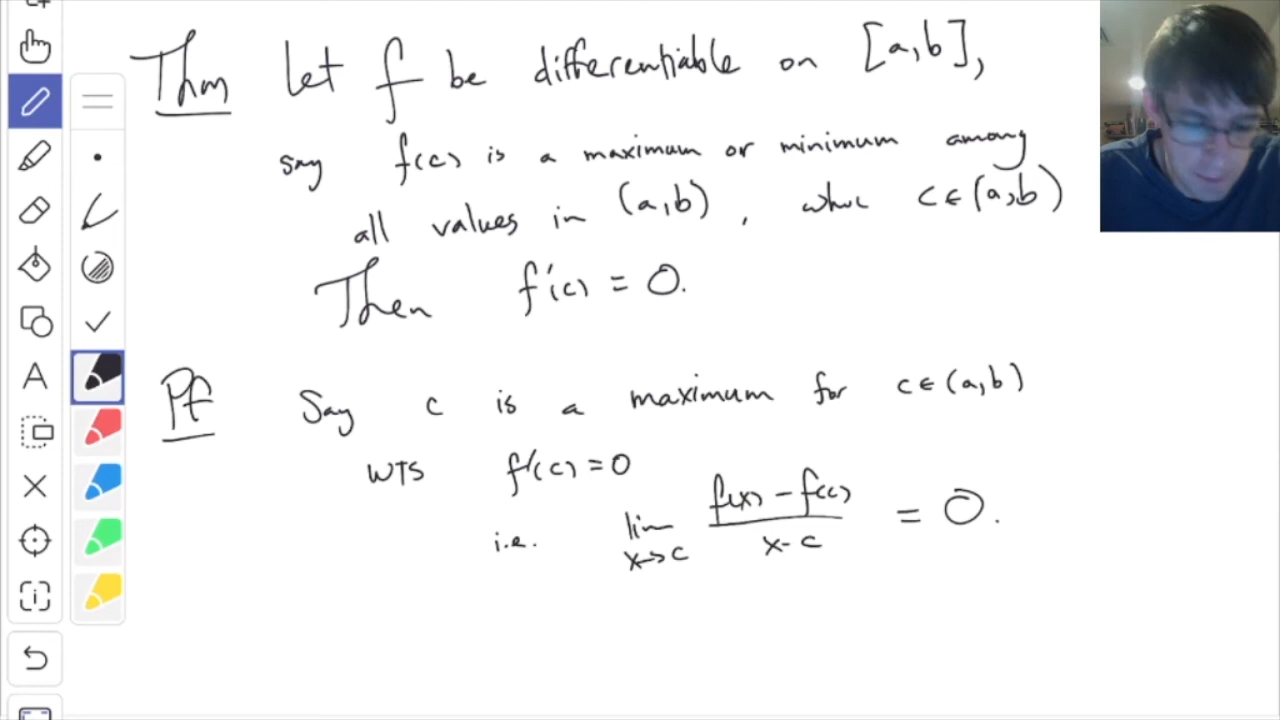 Thm Let f be differentiable on [a,b],
say f(c) is a maximum or minimum among
all values in (a,b), where c∈(a,b)
Then f'(c) = 0.
Pf Say c is a maximum for c∈(a,b)
WTS f'(c) = 0
i.e. lim x→c f(x) - f(c) / x - c = 0.
A